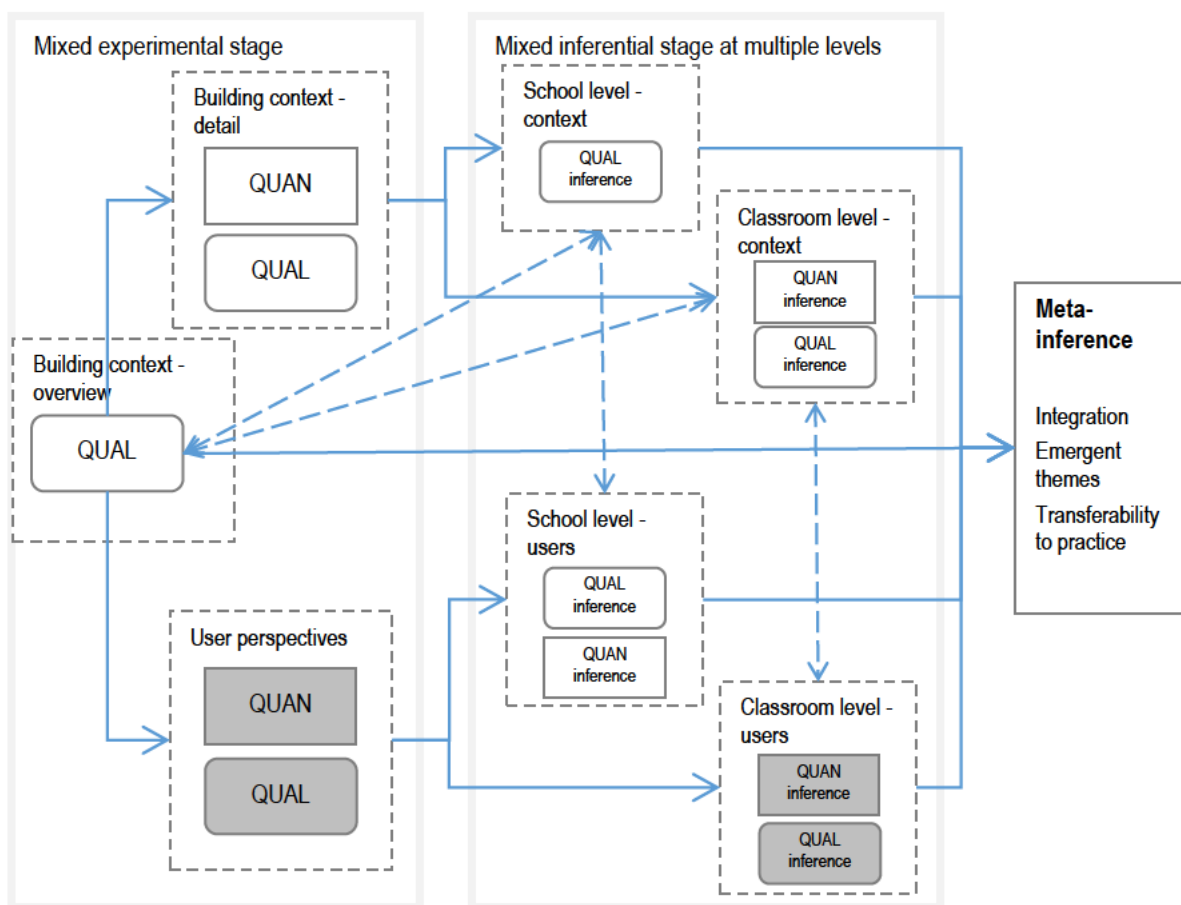 Mixed experimental stage
Building context -
detail
QUAN
QUAL
Building context -
overview
QUAL
User perspectives
QUAN
QUAL
Mixed inferential stage at multiple levels
School level -
context
QUAL
inference
Classroom level -
context
QUAN
inference
QUAL
inference
School level -
users
QUAL
inference
QUAN
inference
Classroom level -
users
QUAN
inference
QUAL
inference
Meta-
inference
Integration
Emergent
themes
Transferability
to practice